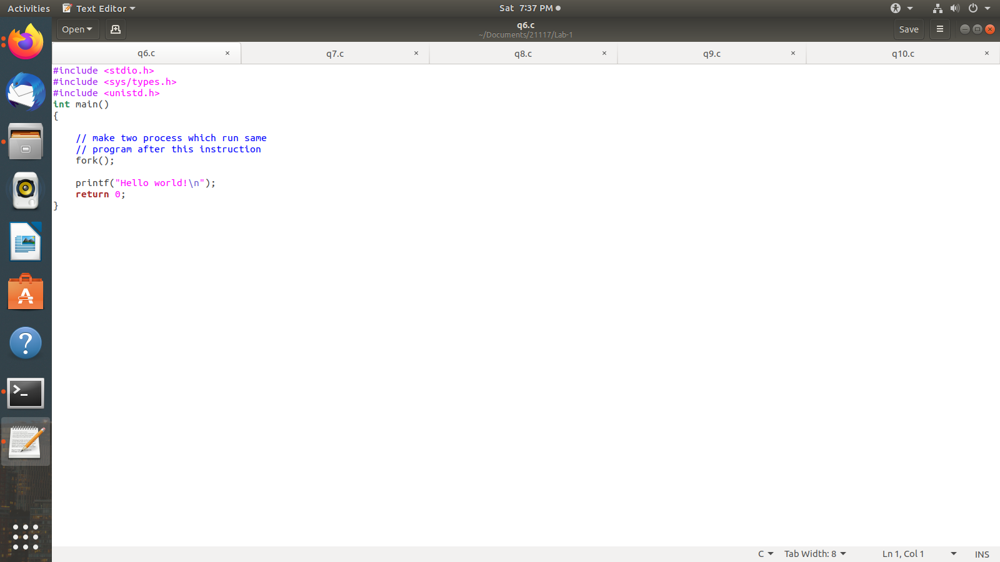 Activities Text Editor Sat 7:37 PM
Open q6.c Save
~/Documents/21117/Lab-1
q6.c × q7.c × q8.c × q9.c × q10.c ×
#include <stdio.h>
#include <sys/types.h>
#include <unistd.h>
int main()
{
    // make two process which run same
    // program after this instruction
    fork();
    printf("Hello world!\n");
    return 0;
}
C Tab Width: 8 Ln 1, Col 1 INS